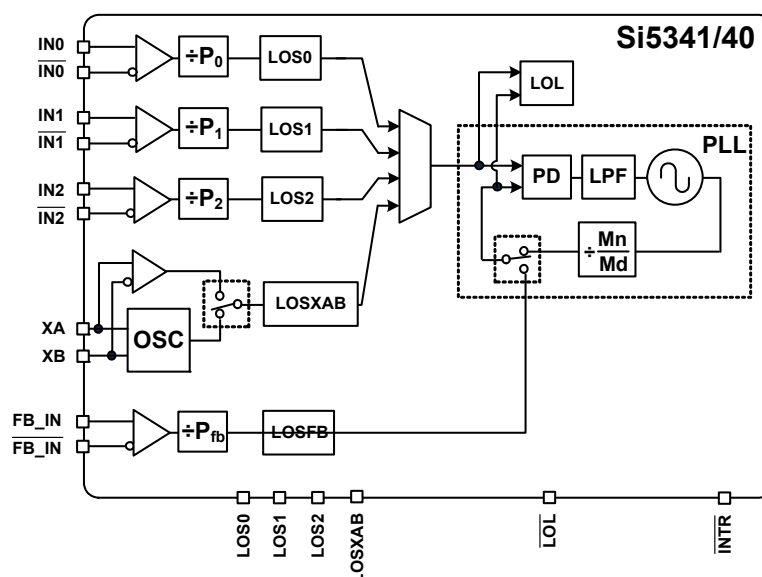 Si5341/40
IN0
IN0
÷P0
LOS0
IN1
IN1
÷P1
LOS1
IN2
IN2
÷P2
LOS2
LOL
PLL
PD
LPF
÷ Mn
Md
LOSXAB
XA
XB
OSC
FB_IN
FB_IN
÷Pfb
LOSFB
LOS0
LOS1
LOS2
LOSXAB
LOL
INTR